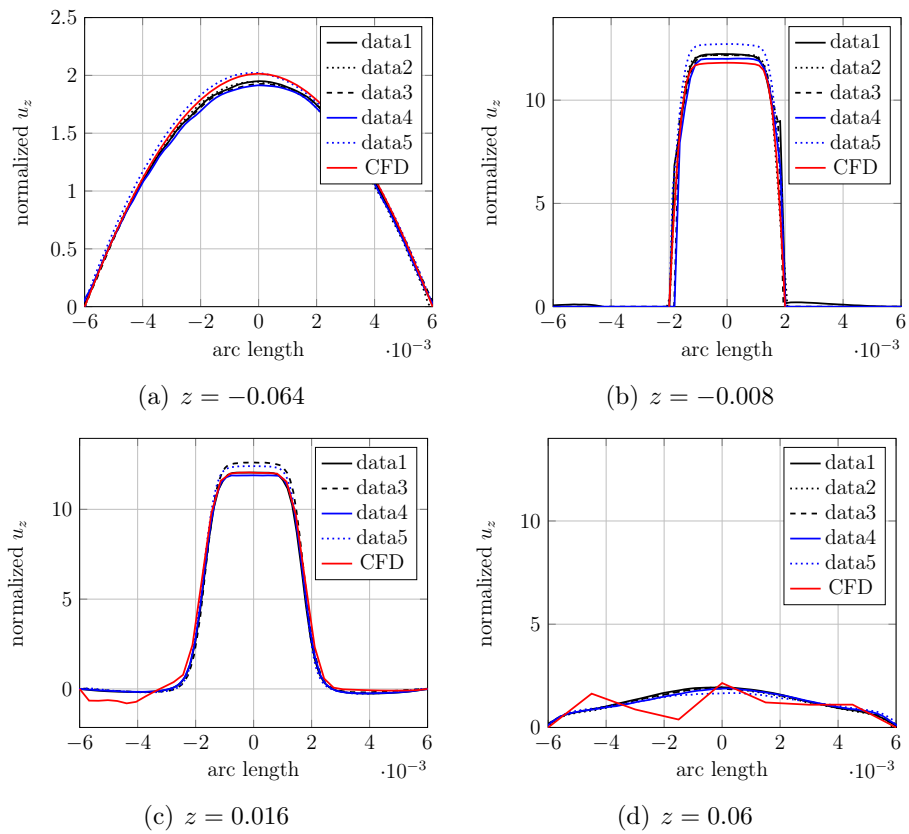 2.5
2
1.5
1
0.5
0
−6 −4 −2 0 2 4 6
·10⁻³
arc length
normalized u_z
data1
data2
data3
data4
data5
CFD
(a) z = −0.064
10
5
0
−6 −4 −2 0 2 4 6
·10⁻³
arc length
normalized u_z
data1
data2
data3
data4
data5
CFD
(b) z = −0.008
10
5
0
−6 −4 −2 0 2 4 6
·10⁻³
arc length
normalized u_z
data1
data3
data4
data5
CFD
(c) z = 0.016
10
5
0
−6 −4 −2 0 2 4 6
·10⁻³
arc length
normalized u_z
data1
data2
data3
data4
data5
CFD
(d) z = 0.06